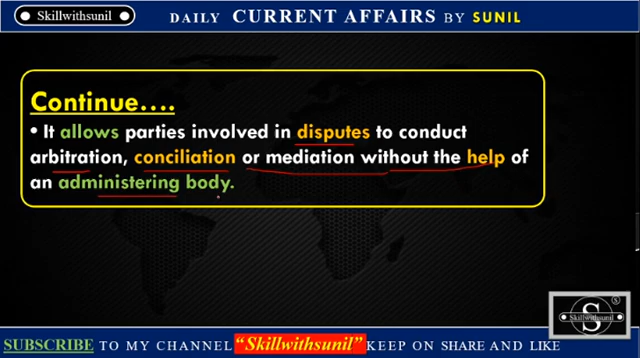 Skillwithsunil
DAILY CURRENT AFFAIRS BY SUNIL
Continue....
• It allows parties involved in disputes to conduct
arbitration, conciliation or mediation without the help of
an administering body.
S
®
Skillwithsunil
SUBSCRIBE TO MY CHANNEL “Skillwithsunil” KEEP ON SHARE AND LIKE